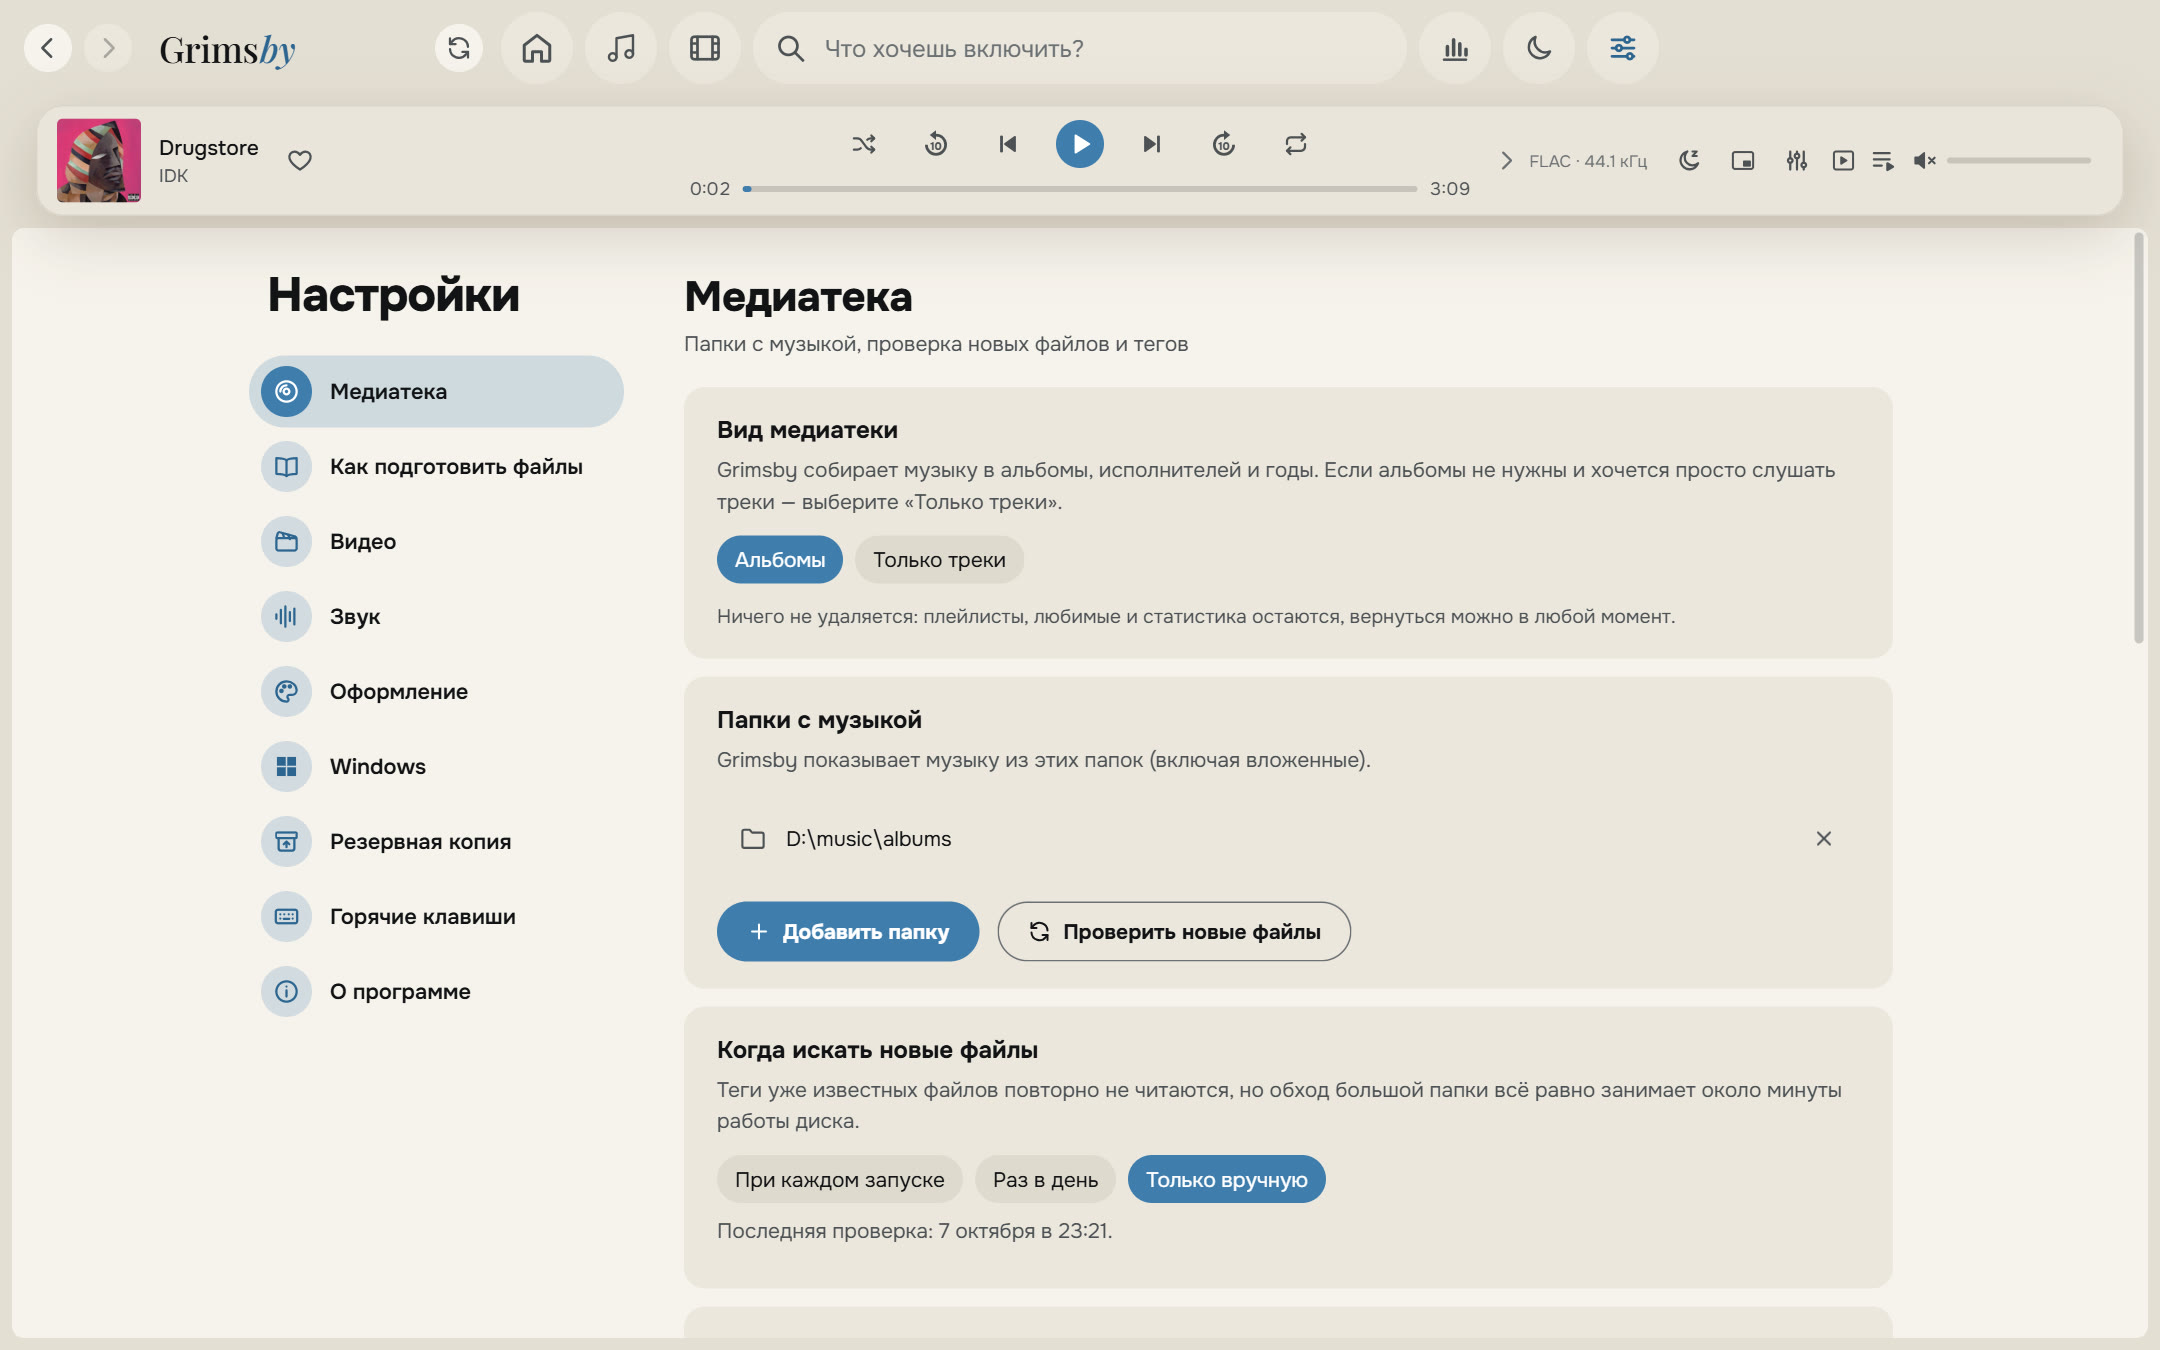 Grimsby
Что хочешь включить?
Drugstore
IDK
10
10
0:02
3:09
FLAC · 44.1 кГц
Настройки
Медиатека
Как подготовить файлы
Видео
Звук
Оформление
Windows
Резервная копия
Горячие клавиши
О программе
Медиатека
Папки с музыкой, проверка новых файлов и тегов
Вид медиатеки
Grimsby собирает музыку в альбомы, исполнителей и годы. Если альбомы не нужны и хочется просто слушать
треки — выберите «Только треки».
Альбомы
Только треки
Ничего не удаляется: плейлисты, любимые и статистика остаются, вернуться можно в любой момент.
Папки с музыкой
Grimsby показывает музыку из этих папок (включая вложенные).
D:\music\albums
Добавить папку
Проверить новые файлы
Когда искать новые файлы
Теги уже известных файлов повторно не читаются, но обход большой папки всё равно занимает около минуты
работы диска.
При каждом запуске
Раз в день
Только вручную
Последняя проверка: 7 октября в 23:21.